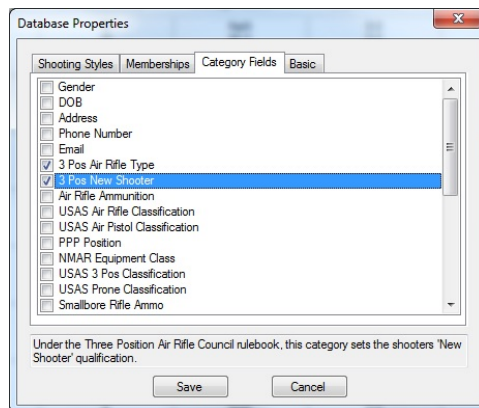 Database Properties
Shooting Styles Memberships Category Fields Basic
Gender
DOB
Address
Phone Number
Email
3 Pos Air Rifle Type
3 Pos New Shooter
Air Rifle Ammunition
USAS Air Rifle Classification
USAS Air Pistol Classification
PPP Position
NMAR Equipment Class
USAS 3 Pos Classification
USAS Prone Classification
Smallbore Rifle Ammo
Under the Three Position Air Rifle Council rulebook, this category sets the shooters 'New
Shooter' qualification.
Save Cancel